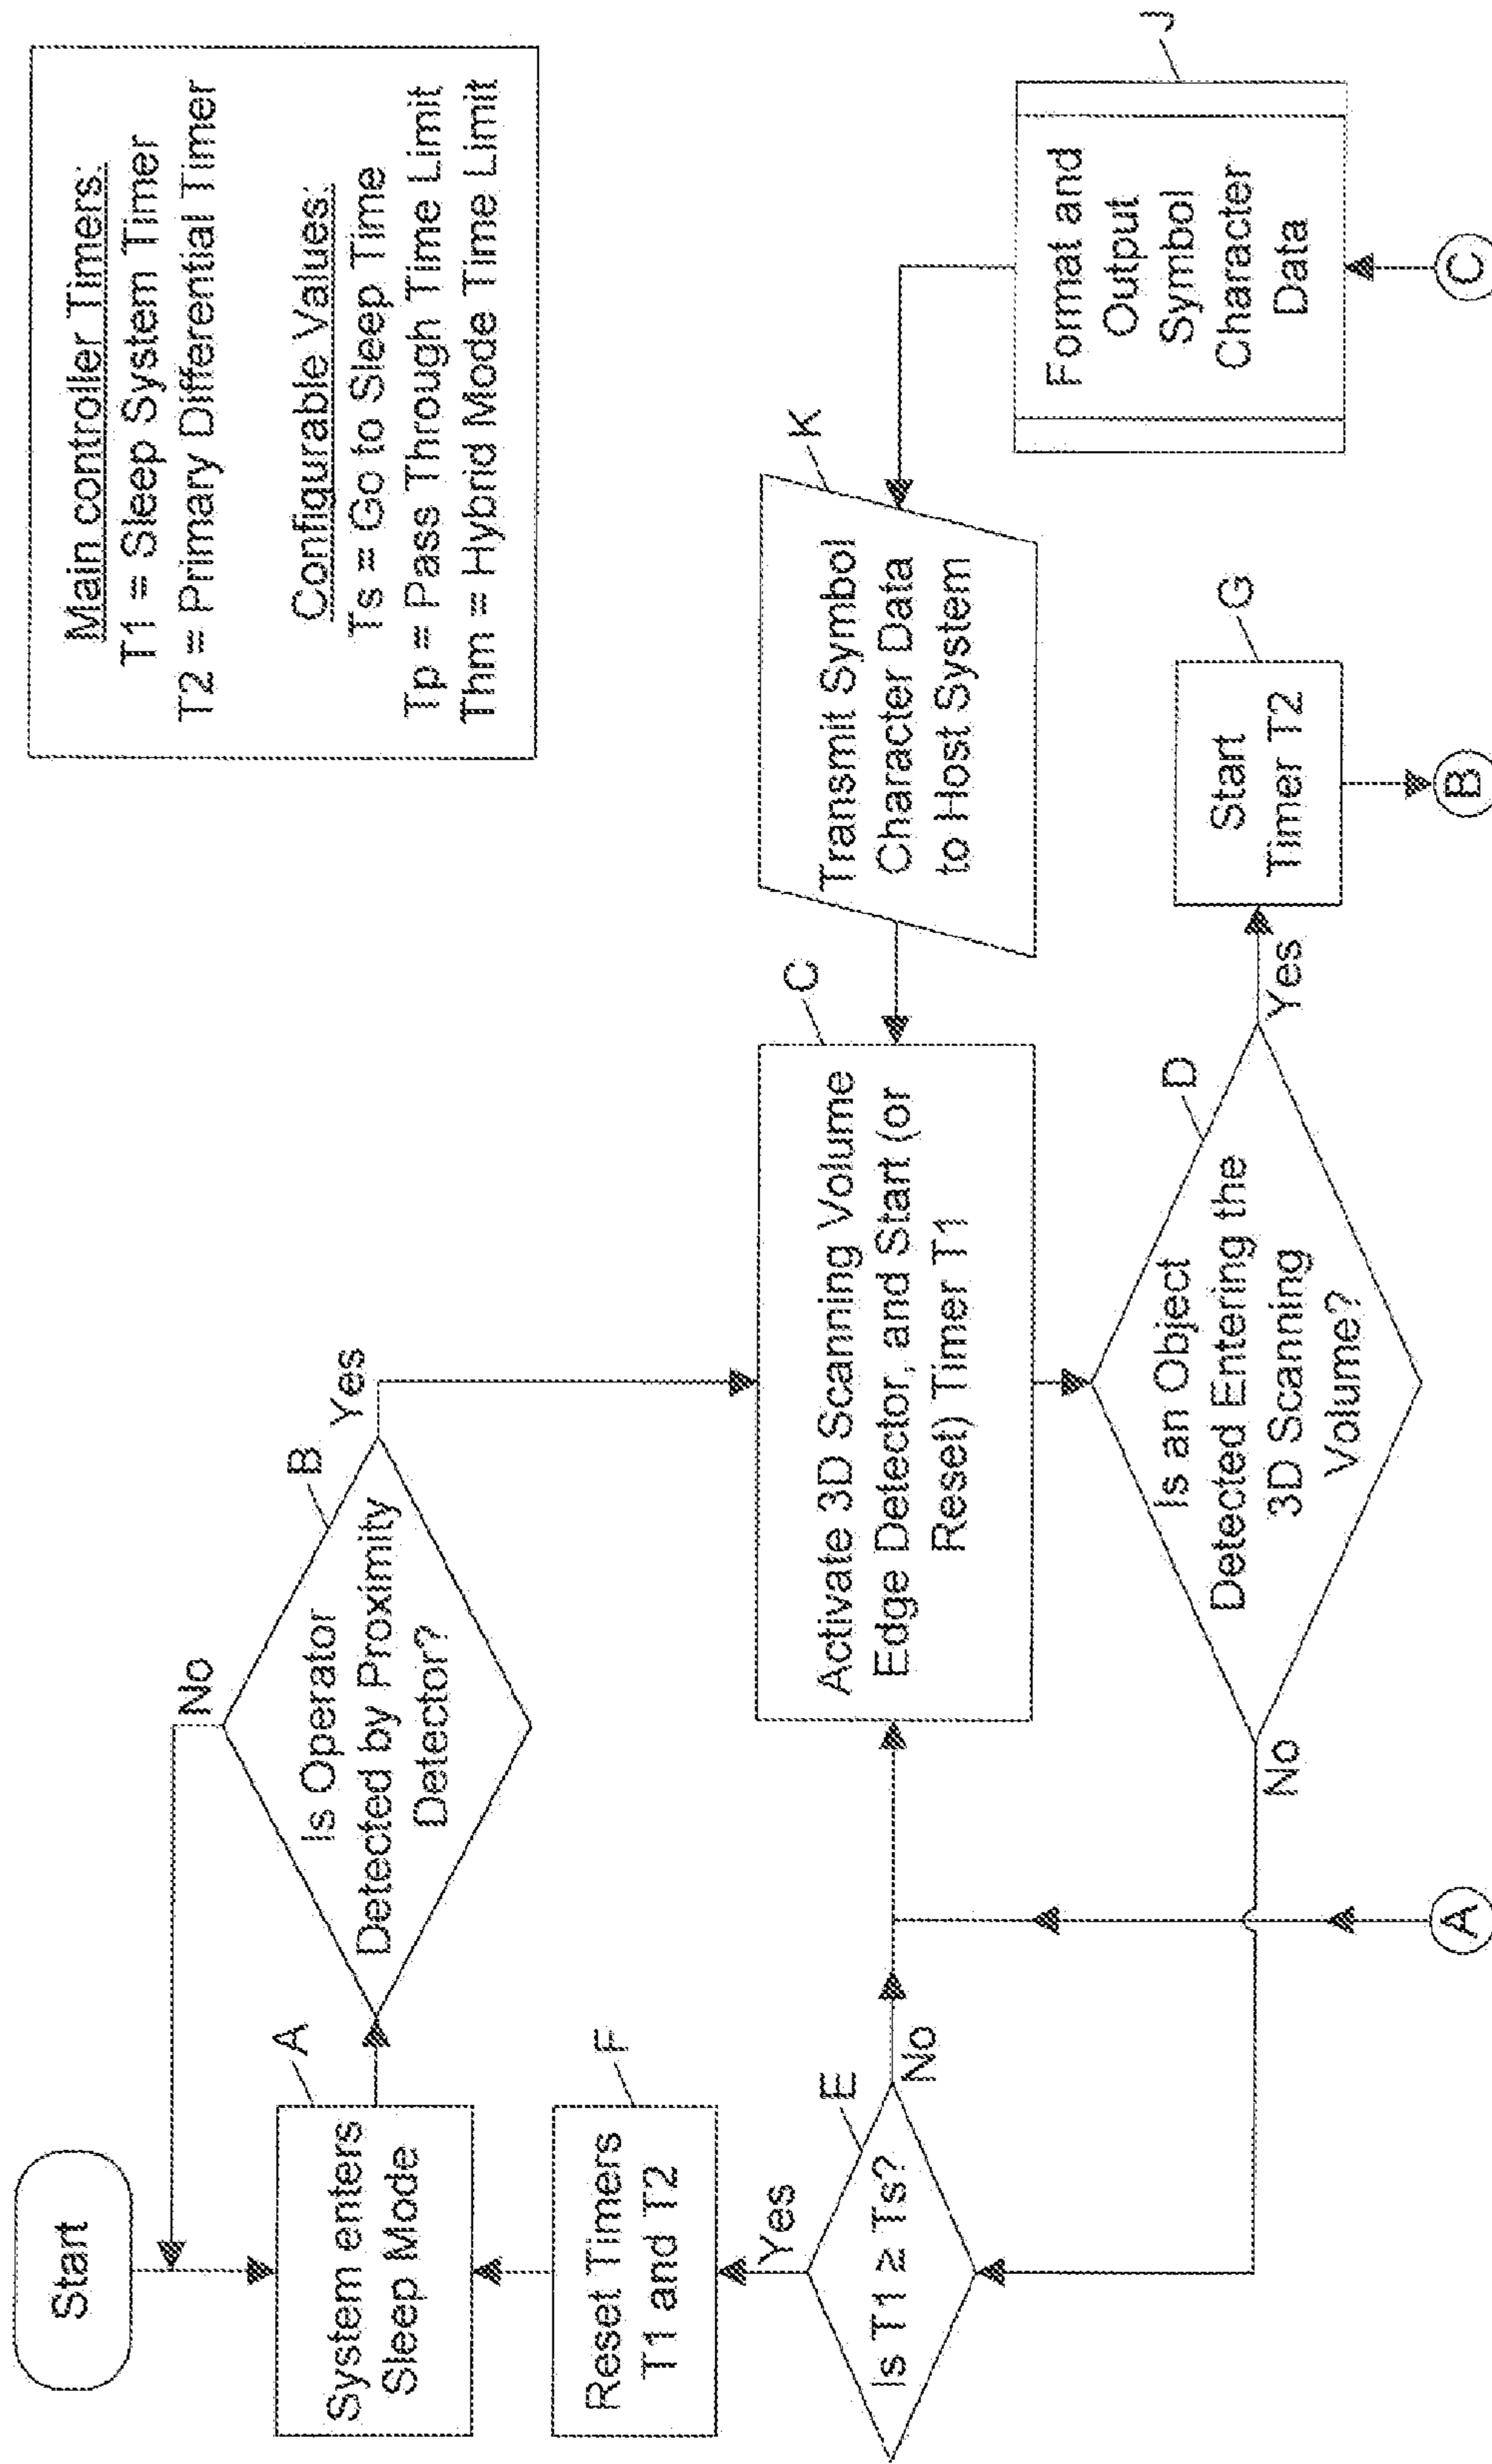 Main controller Timers:
T1 = Sleep System Timer
T2 = Primary Differential Timer
Configurable Values:
Ts = Go to Sleep Time
Tp = Pass Through Time Limit
Thm = Hybrid Mode Time Limit
Start
A
System enters
Sleep Mode
B
Is Operator
Detected by Proximity
Detector?
No
Yes
F
Reset Timers
T1 and T2
E
Is T1 ≥ Ts?
Yes
No
C
Activate 3D Scanning Volume
Edge Detector, and Start (or
Reset) Timer T1
K
Transmit Symbol
Character Data
to Host System
J
Format and
Output
Symbol
Character
Data
D
Is an Object
Detected Entering the
3D Scanning
Volume?
No
Yes
G
Start
Timer T2
A
B
C